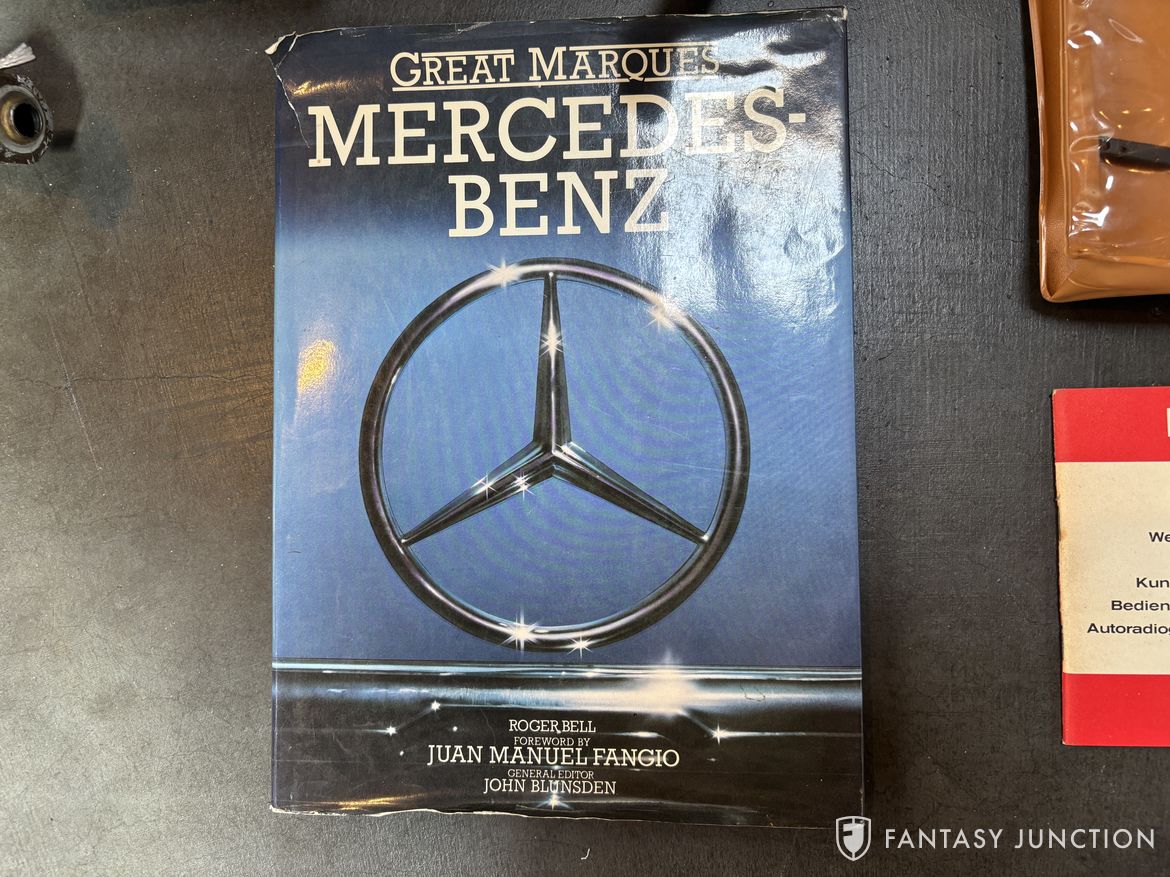 GREAT MARQUES
MERCEDES-
BENZ
ROGER BELL
FOREWORD BY
JUAN MANUEL FANGIO
GENERAL EDITOR
JOHN BLUNSDEN
We
Kun
Bedien
Autoradio
FANTASY JUNCTION